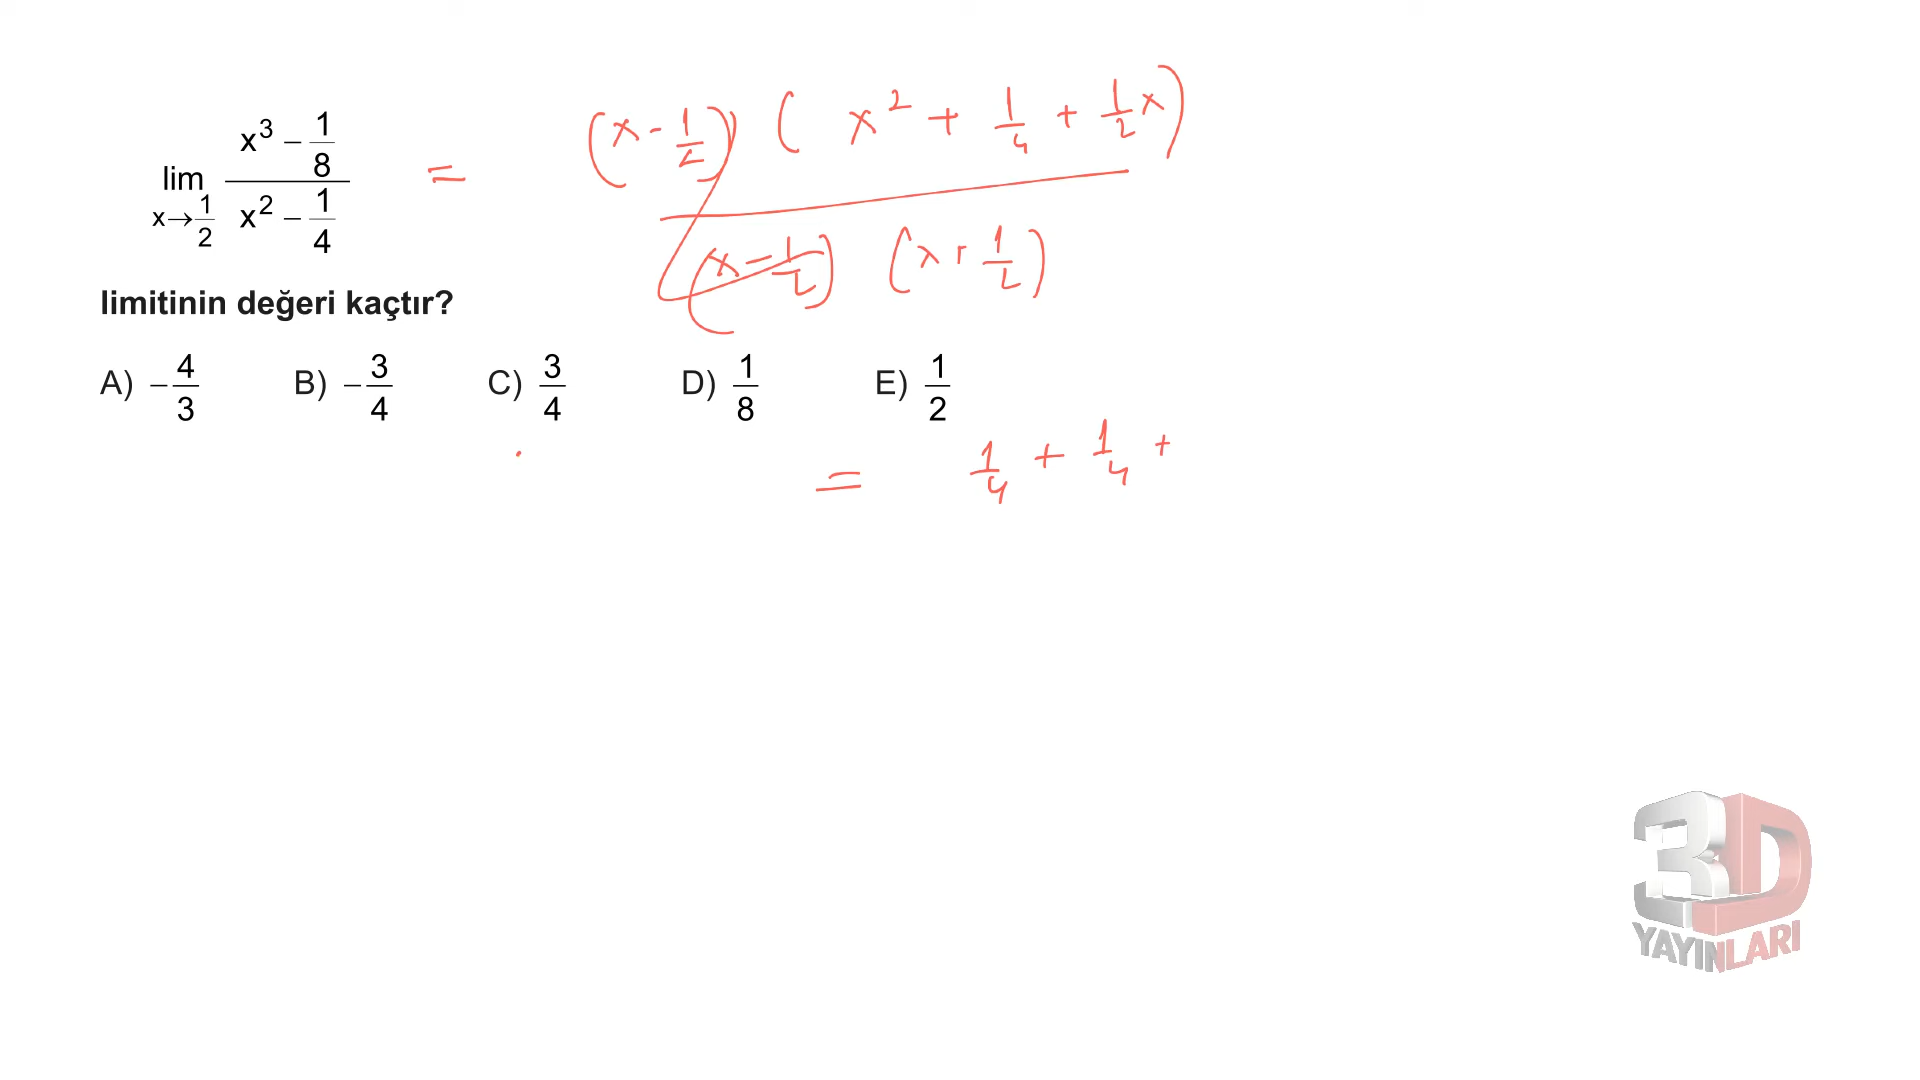 lim x→1/2 (x³ − 1/8)/(x² − 1/4) = (x - 1/2) (x² + 1/4 + 1/2 x) / (x - 1/2) (x + 1/2)
limitinin değeri kaçtır?
A) −4/3 B) −3/4 C) 3/4 D) 1/8 E) 1/2
= 1/4 + 1/4 +
3D
YAYINLARI